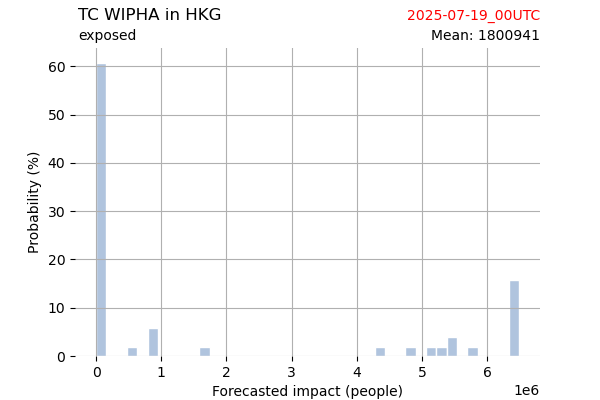 TC WIPHA in HKG
2025-07-19_00UTC
exposed
Mean: 1800941
Probability (%)
60
50
40
30
20
10
0
0 1 2 3 4 5 6
1e6
Forecasted impact (people)